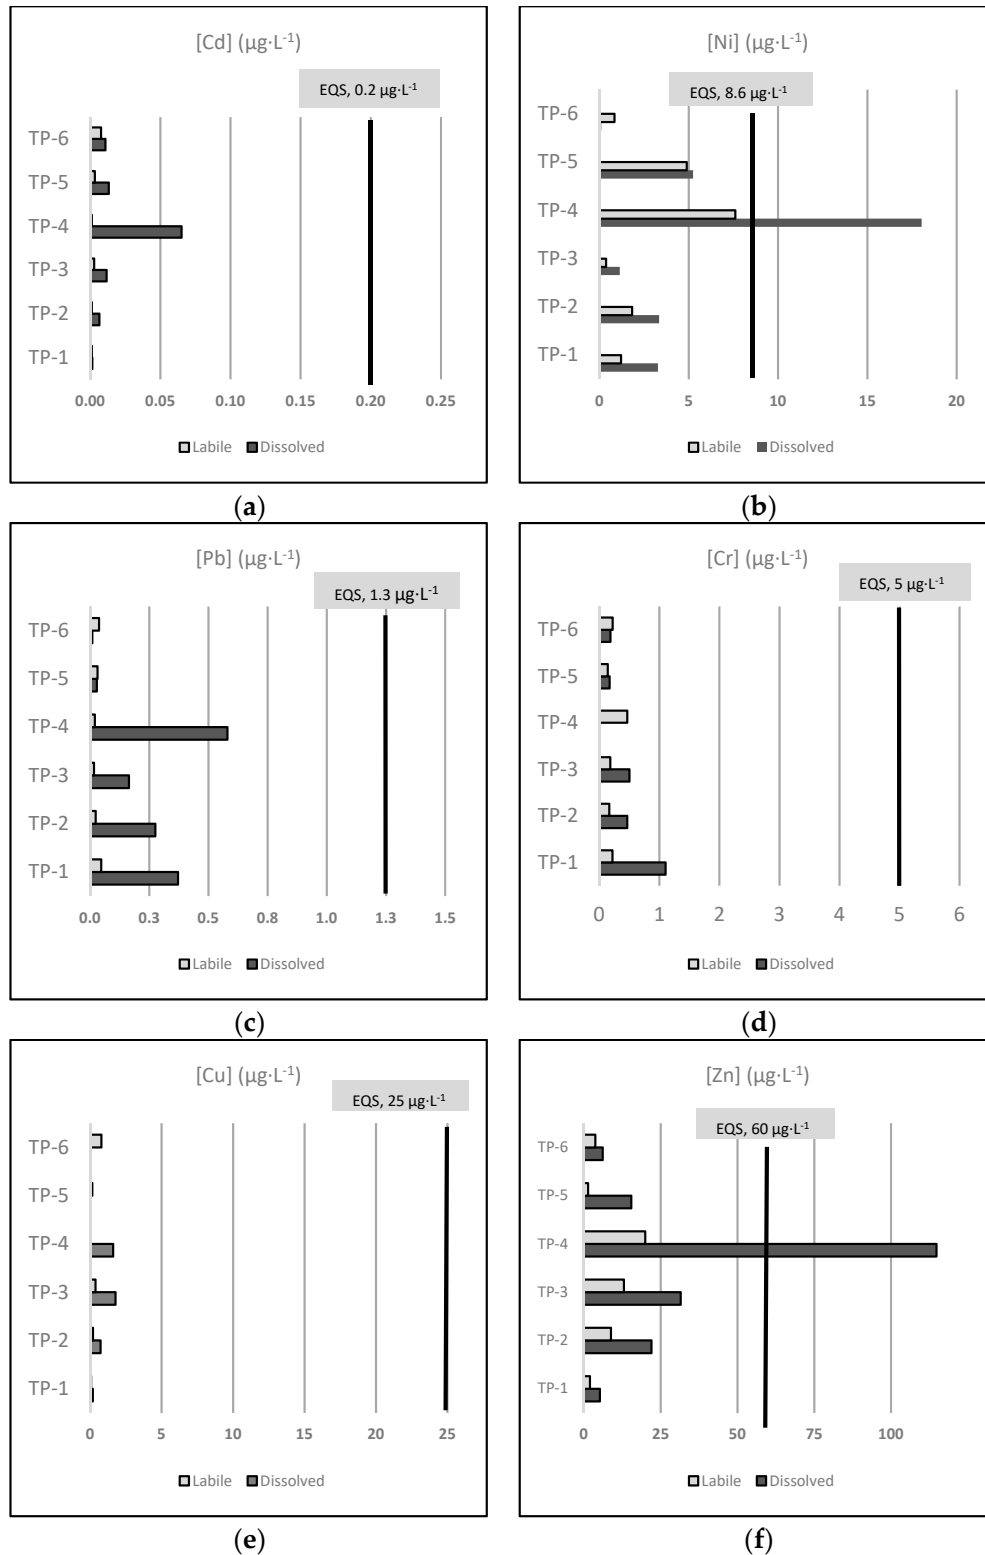 [Cd] (µg·L⁻¹)
EQS, 0.2 µg·L⁻¹
TP-6
TP-5
TP-4
TP-3
TP-2
TP-1
0.00 0.05 0.10 0.15 0.20 0.25
Labile Dissolved
(a)
[Ni] (µg·L⁻¹)
EQS, 8.6 µg·L⁻¹
TP-6
TP-5
TP-4
TP-3
TP-2
TP-1
0 5 10 15 20
Labile Dissolved
(b)
[Pb] (µg·L⁻¹)
EQS, 1.3 µg·L⁻¹
TP-6
TP-5
TP-4
TP-3
TP-2
TP-1
0.0 0.3 0.5 0.8 1.0 1.3 1.5
Labile Dissolved
(c)
[Cr] (µg·L⁻¹)
EQS, 5 µg·L⁻¹
TP-6
TP-5
TP-4
TP-3
TP-2
TP-1
0 1 2 3 4 5 6
Labile Dissolved
(d)
[Cu] (µg·L⁻¹)
EQS, 25 µg·L⁻¹
TP-6
TP-5
TP-4
TP-3
TP-2
TP-1
0 5 10 15 20 25
Labile Dissolved
(e)
[Zn] (µg·L⁻¹)
EQS, 60 µg·L⁻¹
TP-6
TP-5
TP-4
TP-3
TP-2
TP-1
0 25 50 75 100
Labile Dissolved
(f)